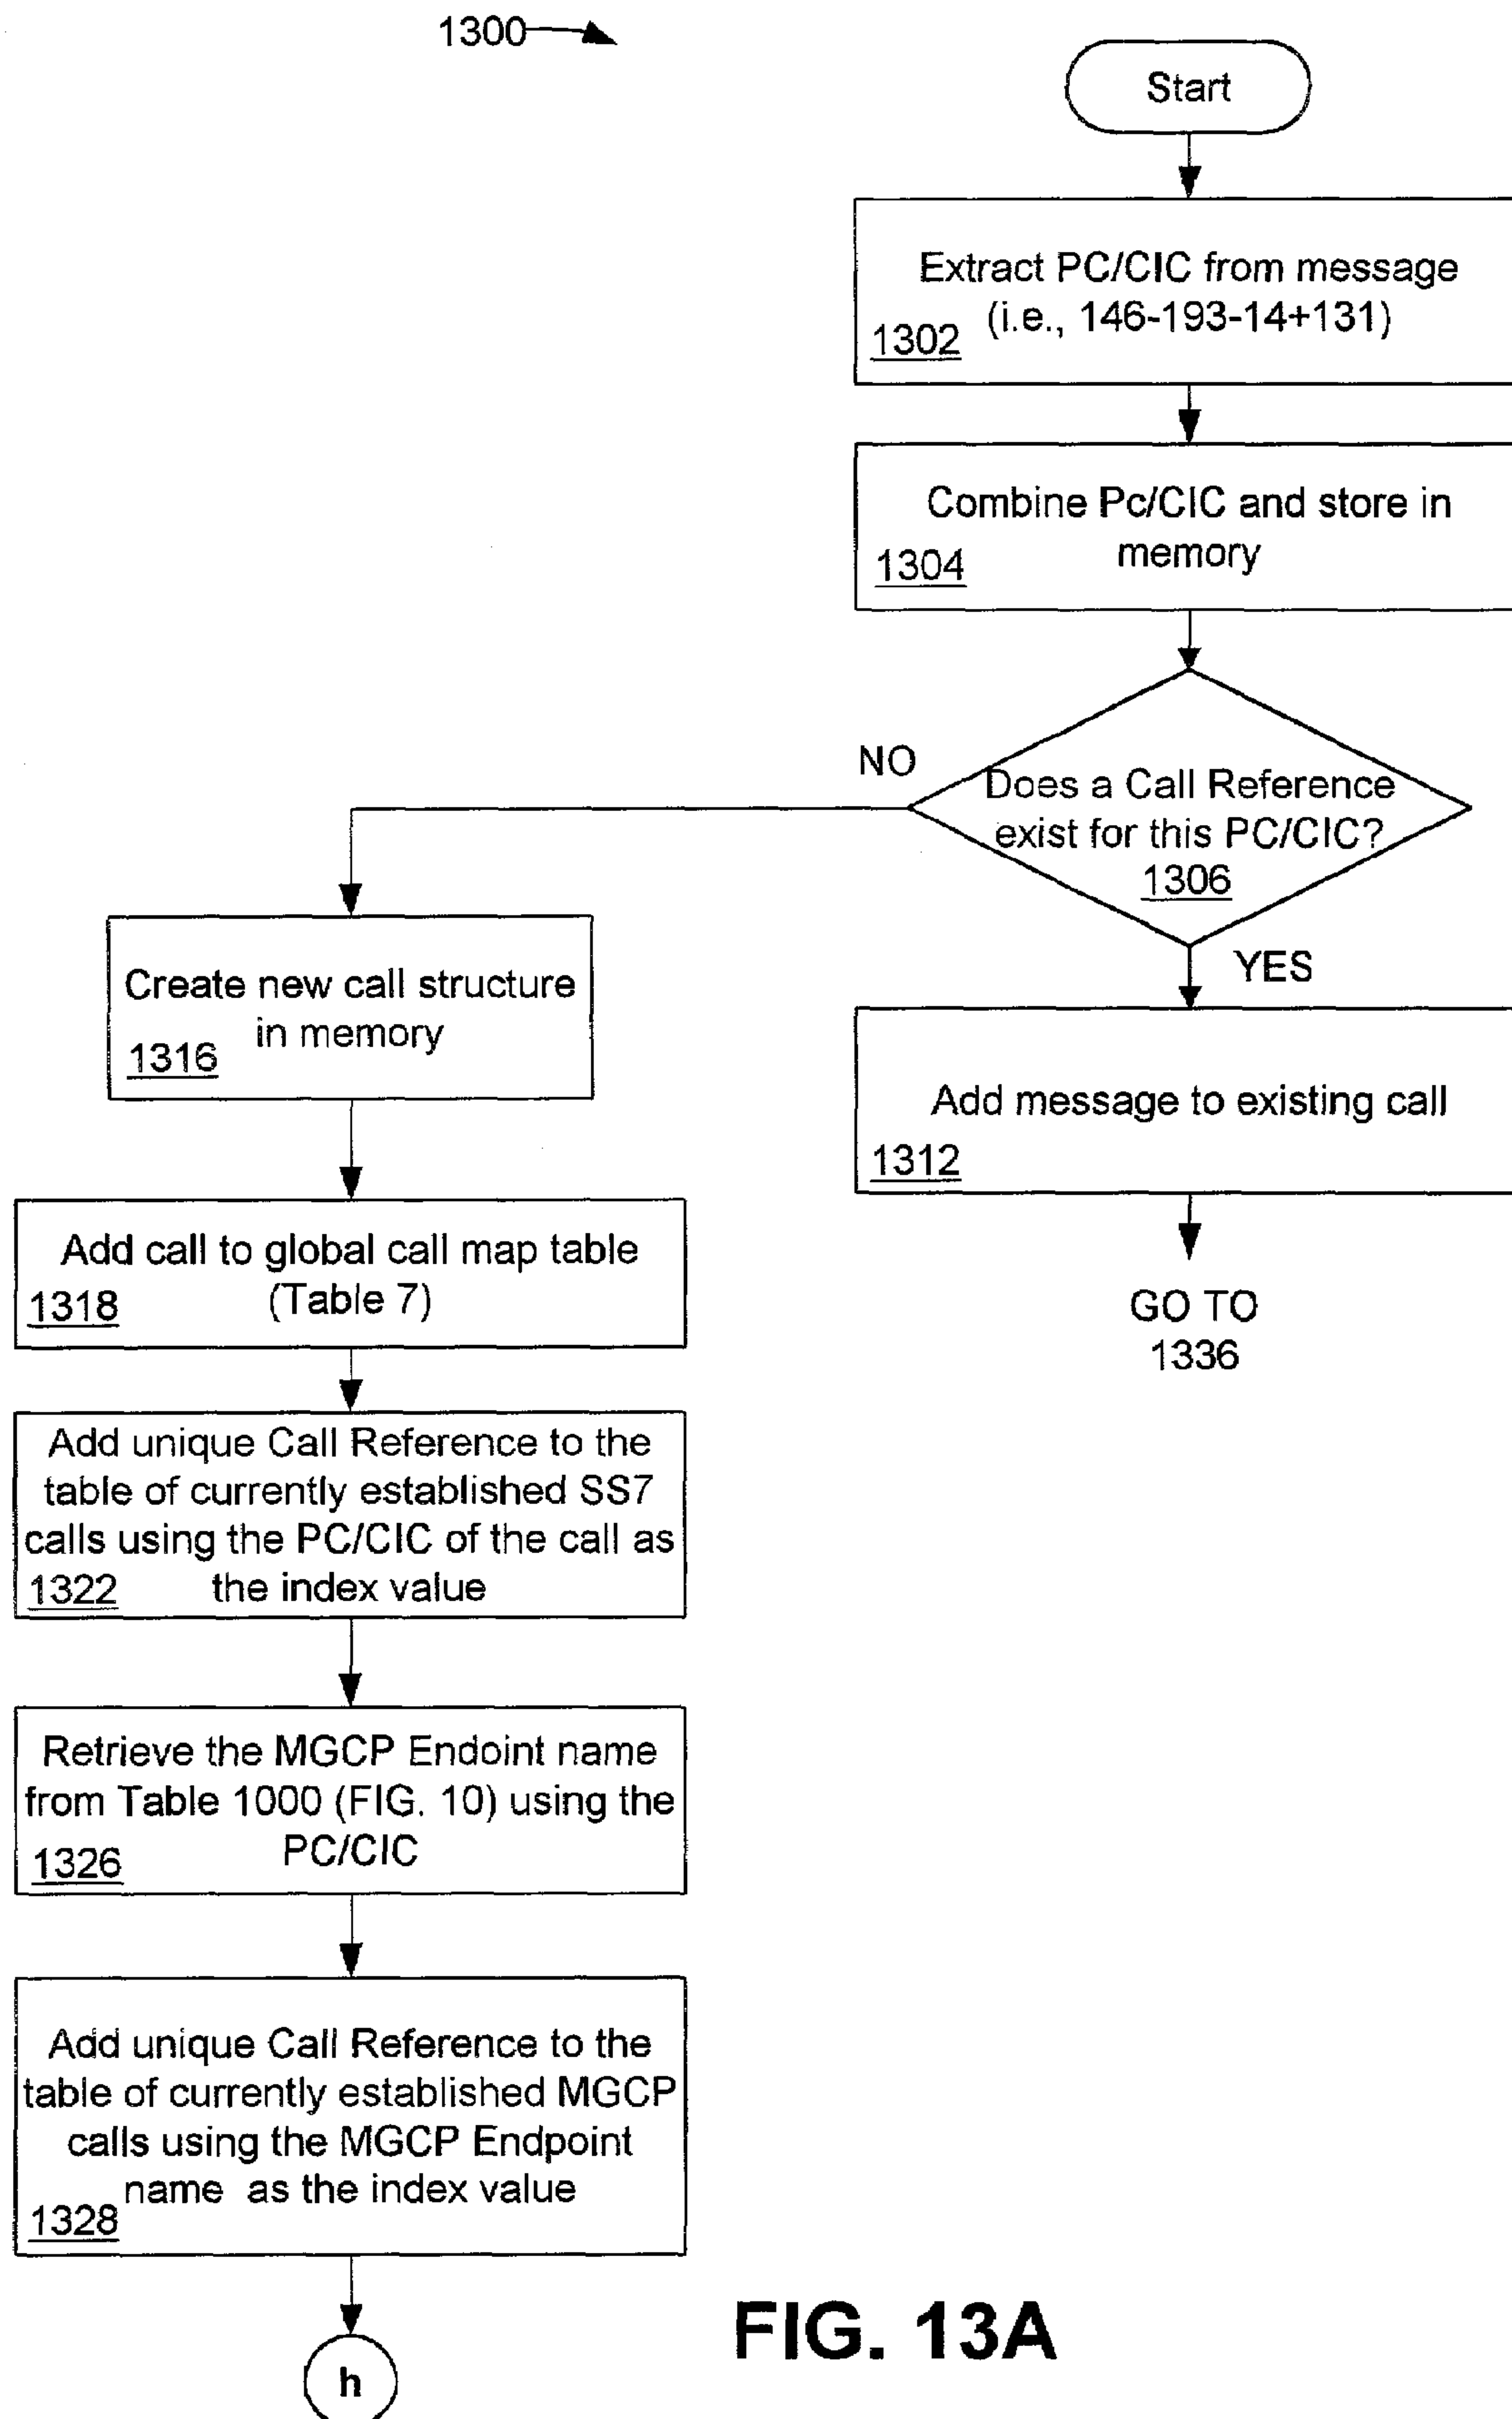 1300
Start
Extract PC/CIC from message
(i.e., 146-193-14+131)
1302
Combine Pc/CIC and store in
memory
1304
NO
Does a Call Reference
exist for this PC/CIC?
1306
YES
Create new call structure
in memory
1316
Add message to existing call
1312
GO TO
1336
Add call to global call map table
(Table 7)
1318
Add unique Call Reference to the
table of currently established SS7
calls using the PC/CIC of the call as
the index value
1322
Retrieve the MGCP Endoint name
from Table 1000 (FIG. 10) using the
PC/CIC
1326
Add unique Call Reference to the
table of currently established MGCP
calls using the MGCP Endpoint
name as the index value
1328
h
FIG. 13A